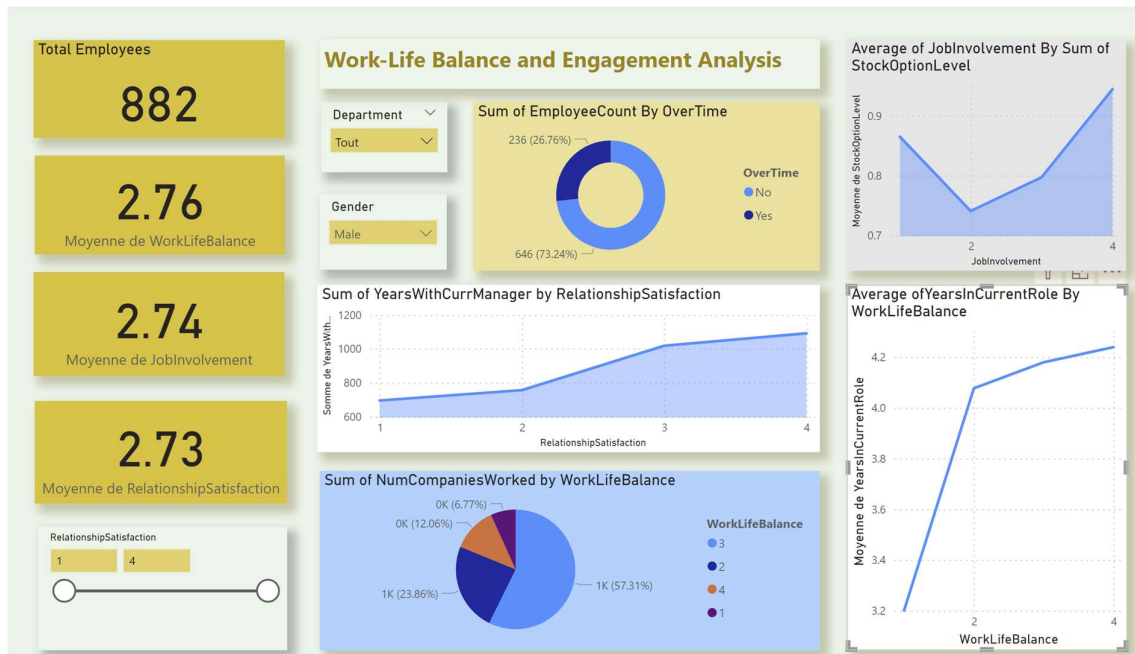 Total Employees
882
2.76
Moyenne de WorkLifeBalance
2.74
Moyenne de JobInvolvement
2.73
Moyenne de RelationshipSatisfaction
RelationshipSatisfaction
1 4
Work-Life Balance and Engagement Analysis
Department
Tout
Gender
Male
Sum of EmployeeCount By OverTime
236 (26.76%)
646 (73.24%)
OverTime
No
Yes
Sum of YearsWithCurrManager by RelationshipSatisfaction
Somme de YearsWith...
1200
1000
800
600
1 2 3 4
RelationshipSatisfaction
Sum of NumCompaniesWorked by WorkLifeBalance
0K (6.77%)
0K (12.06%)
1K (23.86%)
1K (57.31%)
WorkLifeBalance
3
2
4
1
Average of JobInvolvement By Sum of
StockOptionLevel
Moyenne de StockOptionLevel
0.9
0.8
0.7
2 4
JobInvolvement
Average ofYearsInCurrentRole By
WorkLifeBalance
Moyenne de YearsInCurrentRole
4.2
4.0
3.8
3.6
3.4
3.2
2 4
WorkLifeBalance